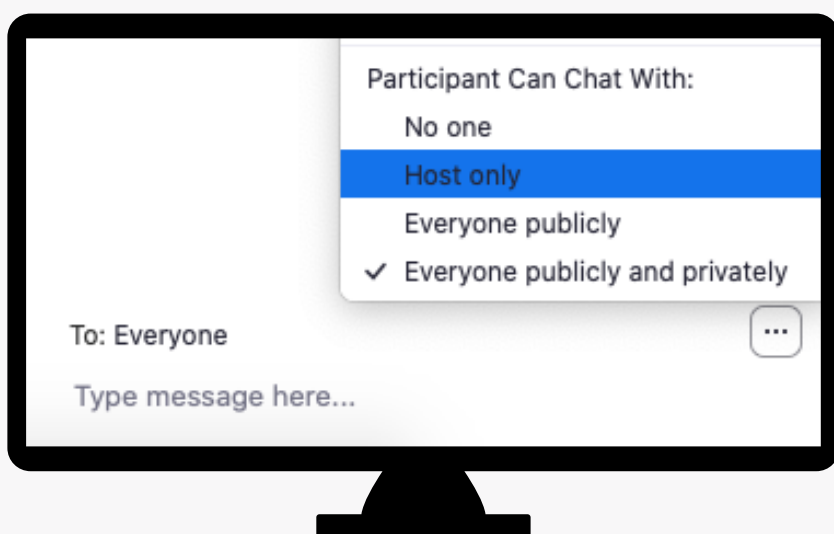 Participant Can Chat With:
No one
Host only
Everyone publicly
✓ Everyone publicly and privately
To: Everyone
...
Type message here...